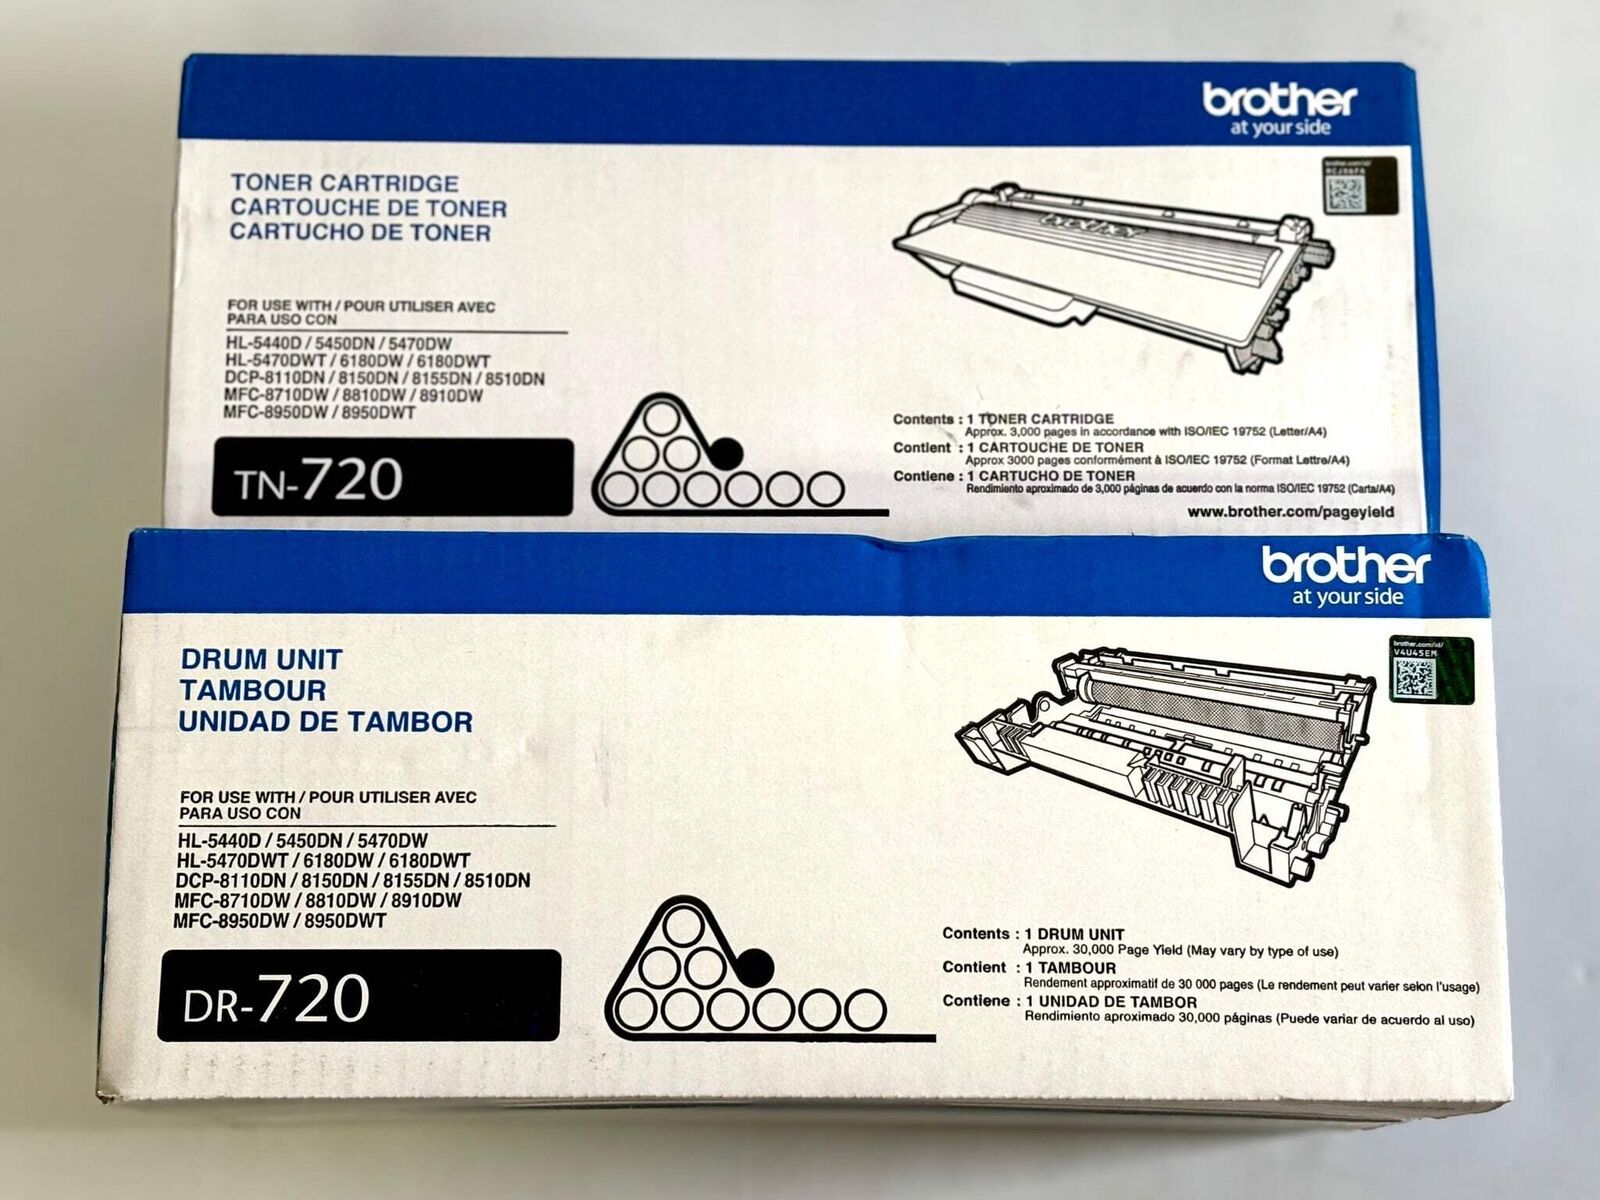 brother
at your side
TONER CARTRIDGE
CARTOUCHE DE TONER
CARTUCHO DE TONER
FOR USE WITH / POUR UTILISER AVEC
PARA USO CON
HL-5440D / 5450DN / 5470DW
HL-5470DWT / 6180DW / 6180DWT
DCP-8110DN / 8150DN / 8155DN / 8510DN
MFC-8710DW / 8810DW / 8910DW
MFC-8950DW / 8950DWT
TN-720
brother
Contents : 1 TONER CARTRIDGE
Approx. 3,000 pages in accordance with ISO/IEC 19752 (Letter/A4)
Contient : 1 CARTOUCHE DE TONER
Approx 3000 pages conformément à ISO/IEC 19752 (Format Lettre/A4)
Contiene : 1 CARTUCHO DE TONER
Rendimiento aproximado de 3,000 páginas de acuerdo con la norma ISO/IEC 19752 (Carta/A4)
www.brother.com/pageyield
brother
at your side
DRUM UNIT
TAMBOUR
UNIDAD DE TAMBOR
brother.com/id/
V4U45EM
FOR USE WITH / POUR UTILISER AVEC
PARA USO CON
HL-5440D / 5450DN / 5470DW
HL-5470DWT / 6180DW / 6180DWT
DCP-8110DN / 8150DN / 8155DN / 8510DN
MFC-8710DW / 8810DW / 8910DW
MFC-8950DW / 8950DWT
DR-720
Contents : 1 DRUM UNIT
Approx. 30,000 Page Yield (May vary by type of use)
Contient : 1 TAMBOUR
Rendement approximatif de 30 000 pages (Le rendement peut varier selon l'usage)
Contiene : 1 UNIDAD DE TAMBOR
Rendimiento aproximado 30,000 páginas (Puede variar de acuerdo al uso)